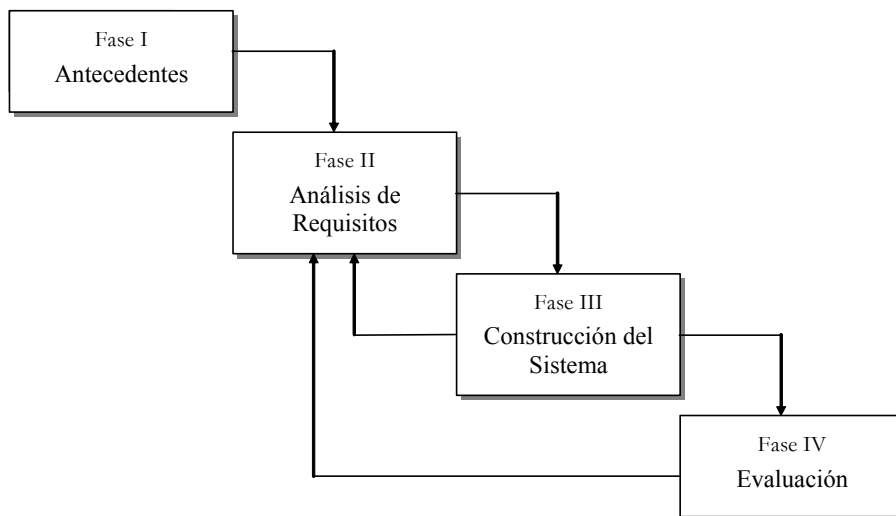 Fase I
Antecedentes
Fase II
Análisis de
Requisitos
Fase III
Construcción del
Sistema
Fase IV
Evaluación